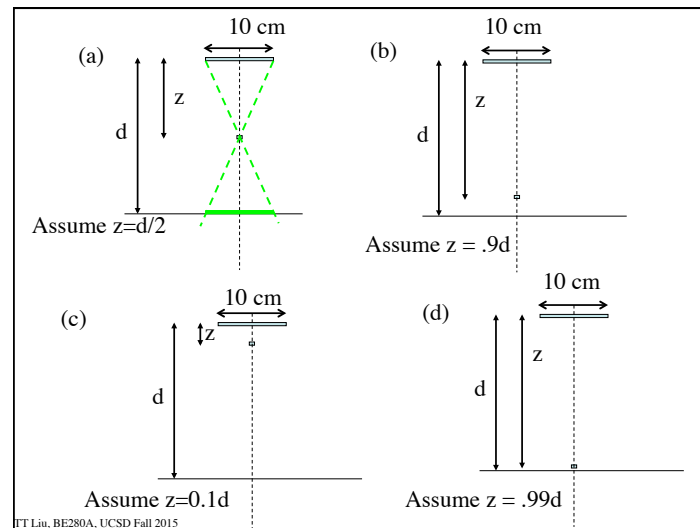 (a)
10 cm
z
d
Assume z=d/2
(b)
10 cm
z
d
Assume z = .9d
(c)
10 cm
z
d
Assume z=0.1d
(d)
10 cm
z
d
Assume z = .99d
TT Liu, BE280A, UCSD Fall 2015